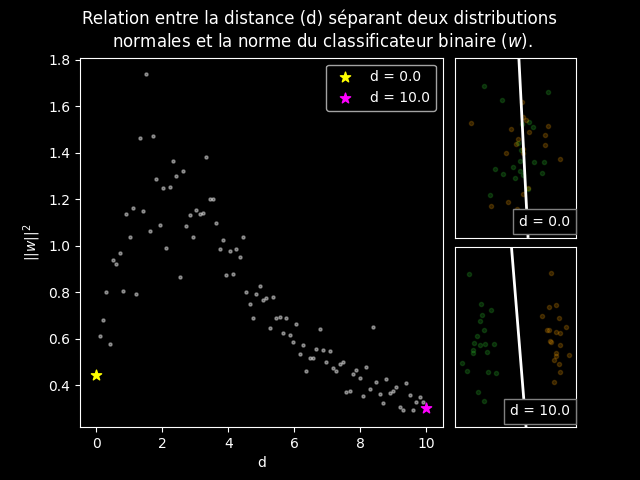 Relation entre la distance (d) séparant deux distributions
normales et la norme du classificateur binaire (w).
||w||²
1.8
1.6
1.4
1.2
1.0
0.8
0.6
0.4
0
2
4
6
8
10
d
d = 0.0
d = 10.0
d = 0.0
d = 10.0